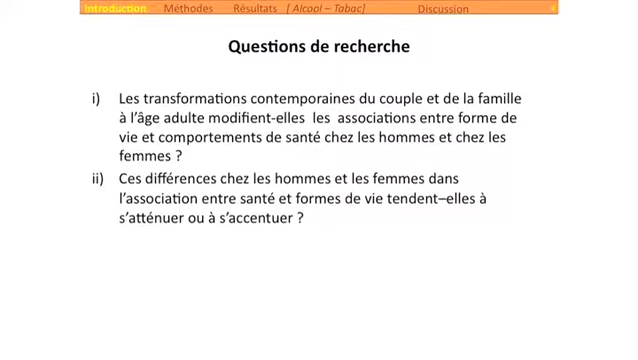 Introduction Méthodes Résultats [ Alcool – Tabac] Discussion 4
Questions de recherche
i) Les transformations contemporaines du couple et de la famille
à l'âge adulte modifient-elles les associations entre forme de
vie et comportements de santé chez les hommes et chez les
femmes ?
ii) Ces différences chez les hommes et les femmes dans
l'association entre santé et formes de vie tendent–elles à
s'atténuer ou à s'accentuer ?